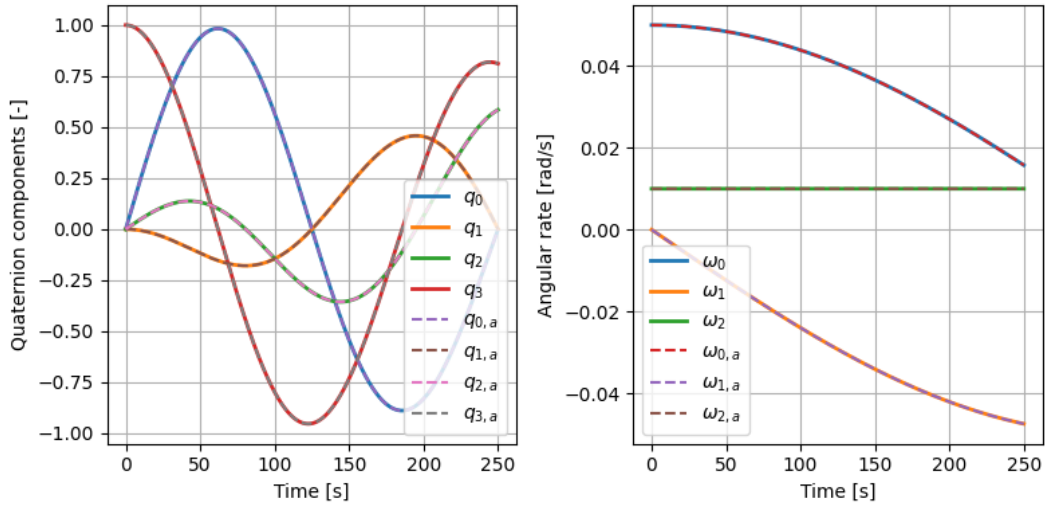 Quaternion components [-]
1.00
0.75
0.50
0.25
0.00
−0.25
−0.50
−0.75
−1.00
0 50 100 150 200 250
Time [s]
q₀
q₁
q₂
q₃
q₀,ₐ
q₁,ₐ
q₂,ₐ
q₃,ₐ
Angular rate [rad/s]
0.04
0.02
0.00
−0.02
−0.04
0 50 100 150 200 250
Time [s]
ω₀
ω₁
ω₂
ω₀,ₐ
ω₁,ₐ
ω₂,ₐ